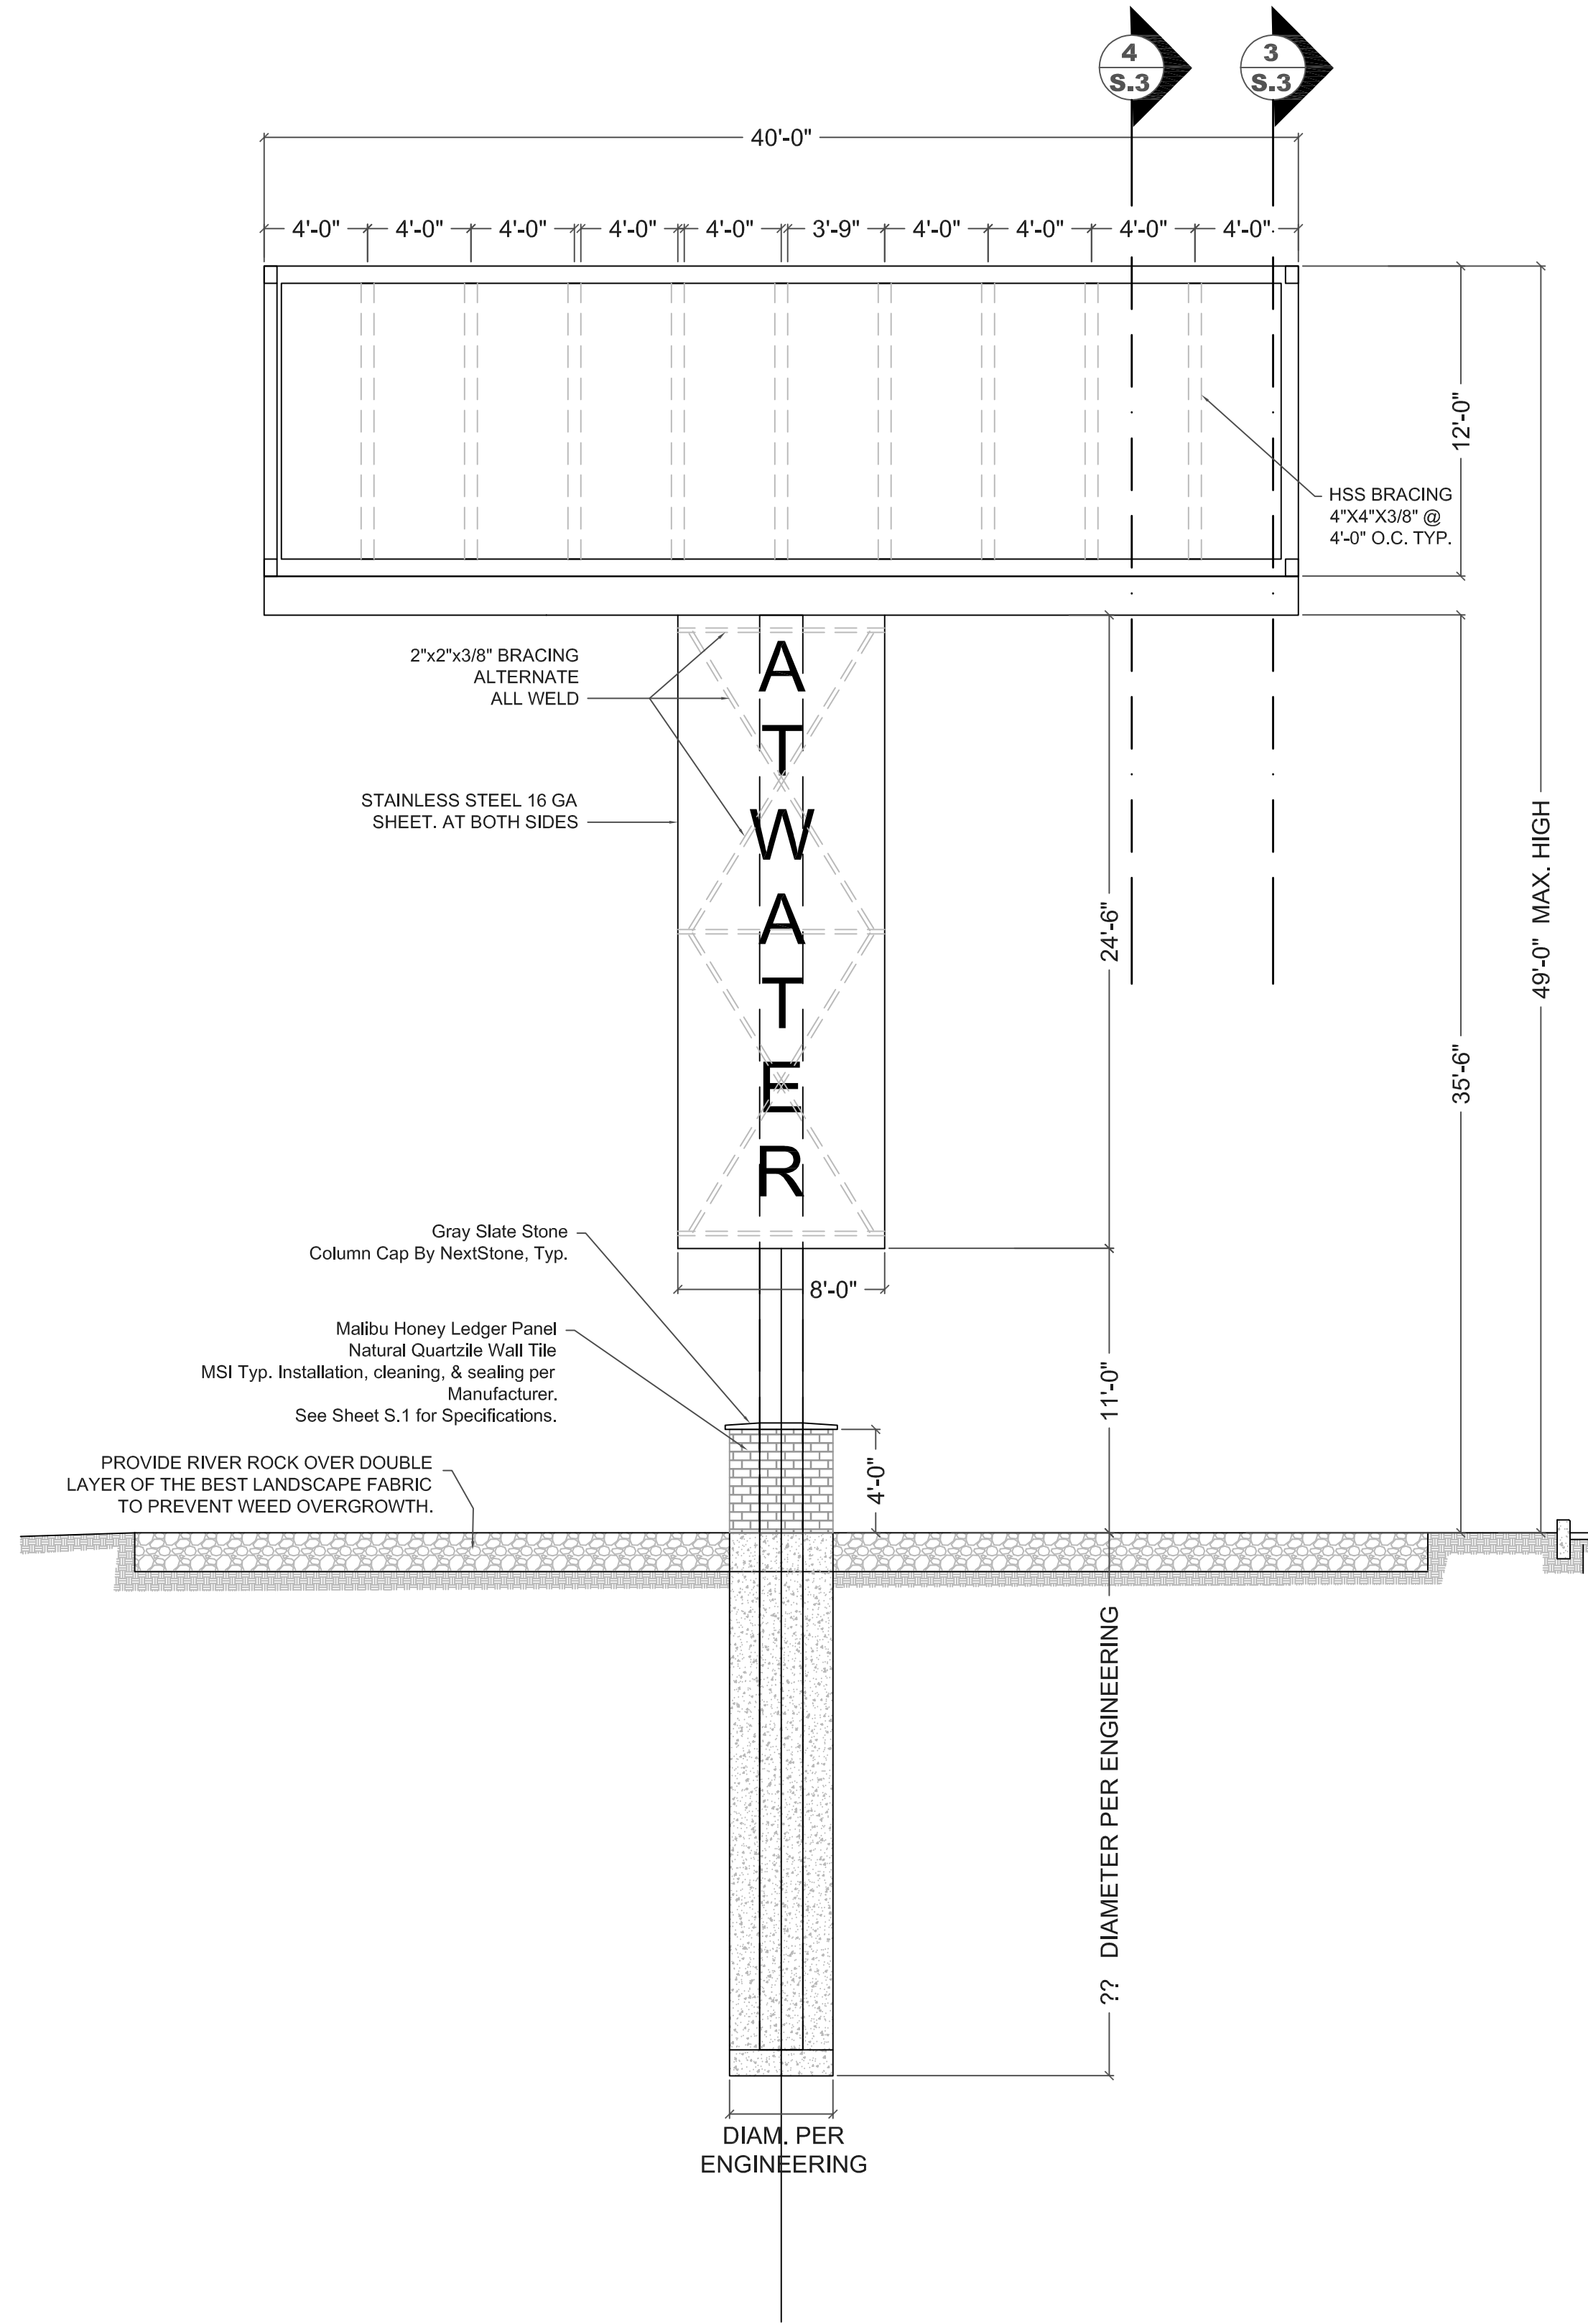 4
S.3
3
S.3
40'-0"
4'-0" 4'-0" 4'-0" 4'-0" 4'-0" 3'-9" 4'-0" 4'-0" 4'-0" 4'-0"
12'-0"
HSS BRACING
4"X4"X3/8" @
4'-0" O.C. TYP.
2"x2"x3/8" BRACING
ALTERNATE
ALL WELD
STAINLESS STEEL 16 GA
SHEET. AT BOTH SIDES
A
T
W
A
T
E
R
24'-6"
49'-0" MAX. HIGH
35'-6"
Gray Slate Stone
Column Cap By NextStone, Typ.
8'-0"
Malibu Honey Ledger Panel
Natural Quartzile Wall Tile
MSI Typ. Installation, cleaning, & sealing per
Manufacturer.
See Sheet S.1 for Specifications.
11'-0"
4'-0"
PROVIDE RIVER ROCK OVER DOUBLE
LAYER OF THE BEST LANDSCAPE FABRIC
TO PREVENT WEED OVERGROWTH.
?? DIAMETER PER ENGINEERING
DIAM. PER
ENGINEERING